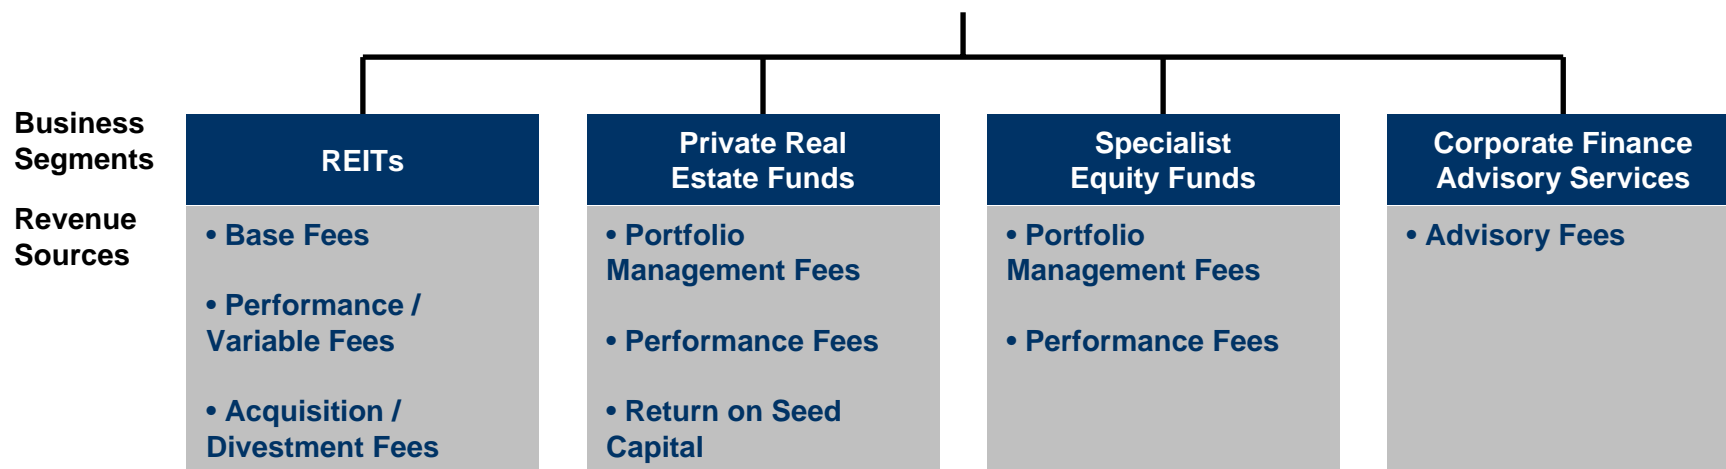 Business
Segments
REITs
Private Real
Estate Funds
Specialist
Equity Funds
Corporate Finance
Advisory Services
Revenue
Sources
• Base Fees
• Performance /
Variable Fees
• Acquisition /
Divestment Fees
• Portfolio
Management Fees
• Performance Fees
• Return on Seed
Capital
• Portfolio
Management Fees
• Performance Fees
• Advisory Fees